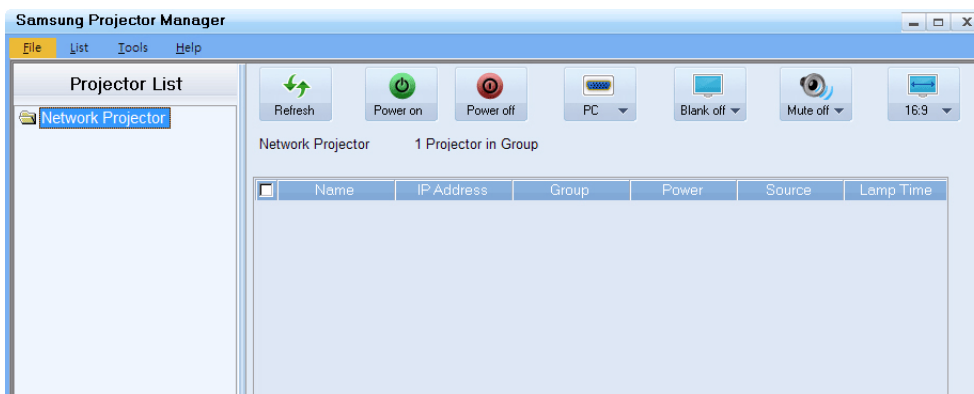 Samsung Projector Manager
File List Tools Help
Projector List
Network Projector
Refresh Power on Power off PC Blank off Mute off 16:9
Network Projector 1 Projector in Group
Name IP Address Group Power Source Lamp Time